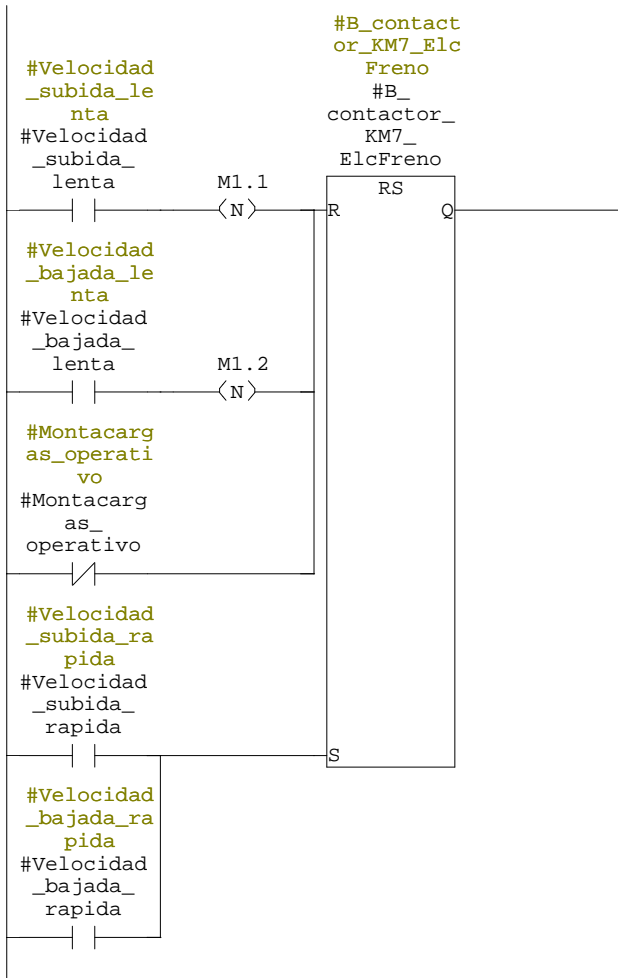 #B_contact
or_KM7_Elc
Freno
#B_
contactor_
KM7_
ElcFreno
#Velocidad
_subida_le
nta
#Velocidad
_subida_
lenta
M1.1
RS
N
R
Q
#Velocidad
_bajada_le
nta
#Velocidad
_bajada_
lenta
M1.2
N
#Montacarg
as_operati
vo
#Montacarg
as_
operativo
#Velocidad
_subida_ra
pida
#Velocidad
_subida_
rapida
S
#Velocidad
_bajada_ra
pida
#Velocidad
_bajada_
rapida